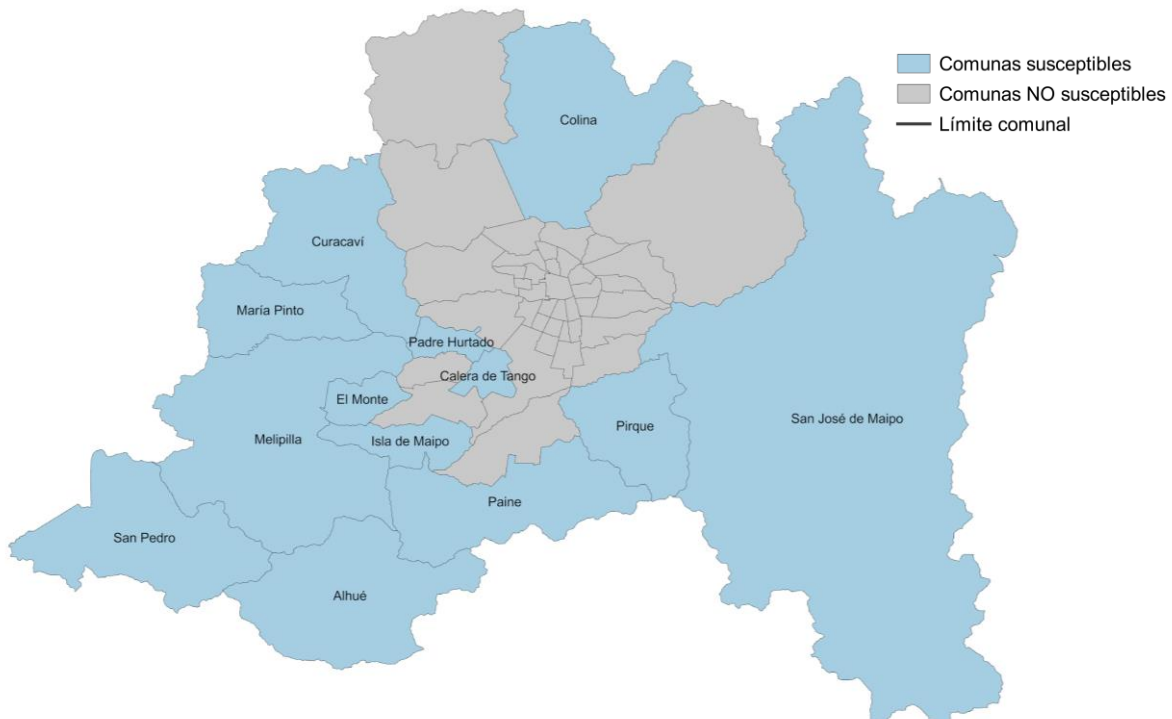 Comunas susceptibles
Comunas NO susceptibles
Límite comunal
Colina
Curacaví
María Pinto
Padre Hurtado
Calera de Tango
El Monte
San José de Maipo
Pirque
Melipilla
Isla de Maipo
Paine
San Pedro
Alhué